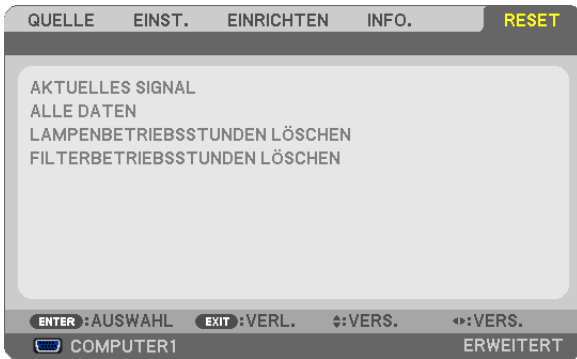 QUELLE EINST. EINRICHTEN INFO. RESET
AKTUELLES SIGNAL
ALLE DATEN
LAMPENBETRIEBSSTUNDEN LÖSCHEN
FILTERBETRIEBSSTUNDEN LÖSCHEN
ENTER :AUSWAHL EXIT :VERL. :VERS. :VERS.
COMPUTER1 ERWEITERT